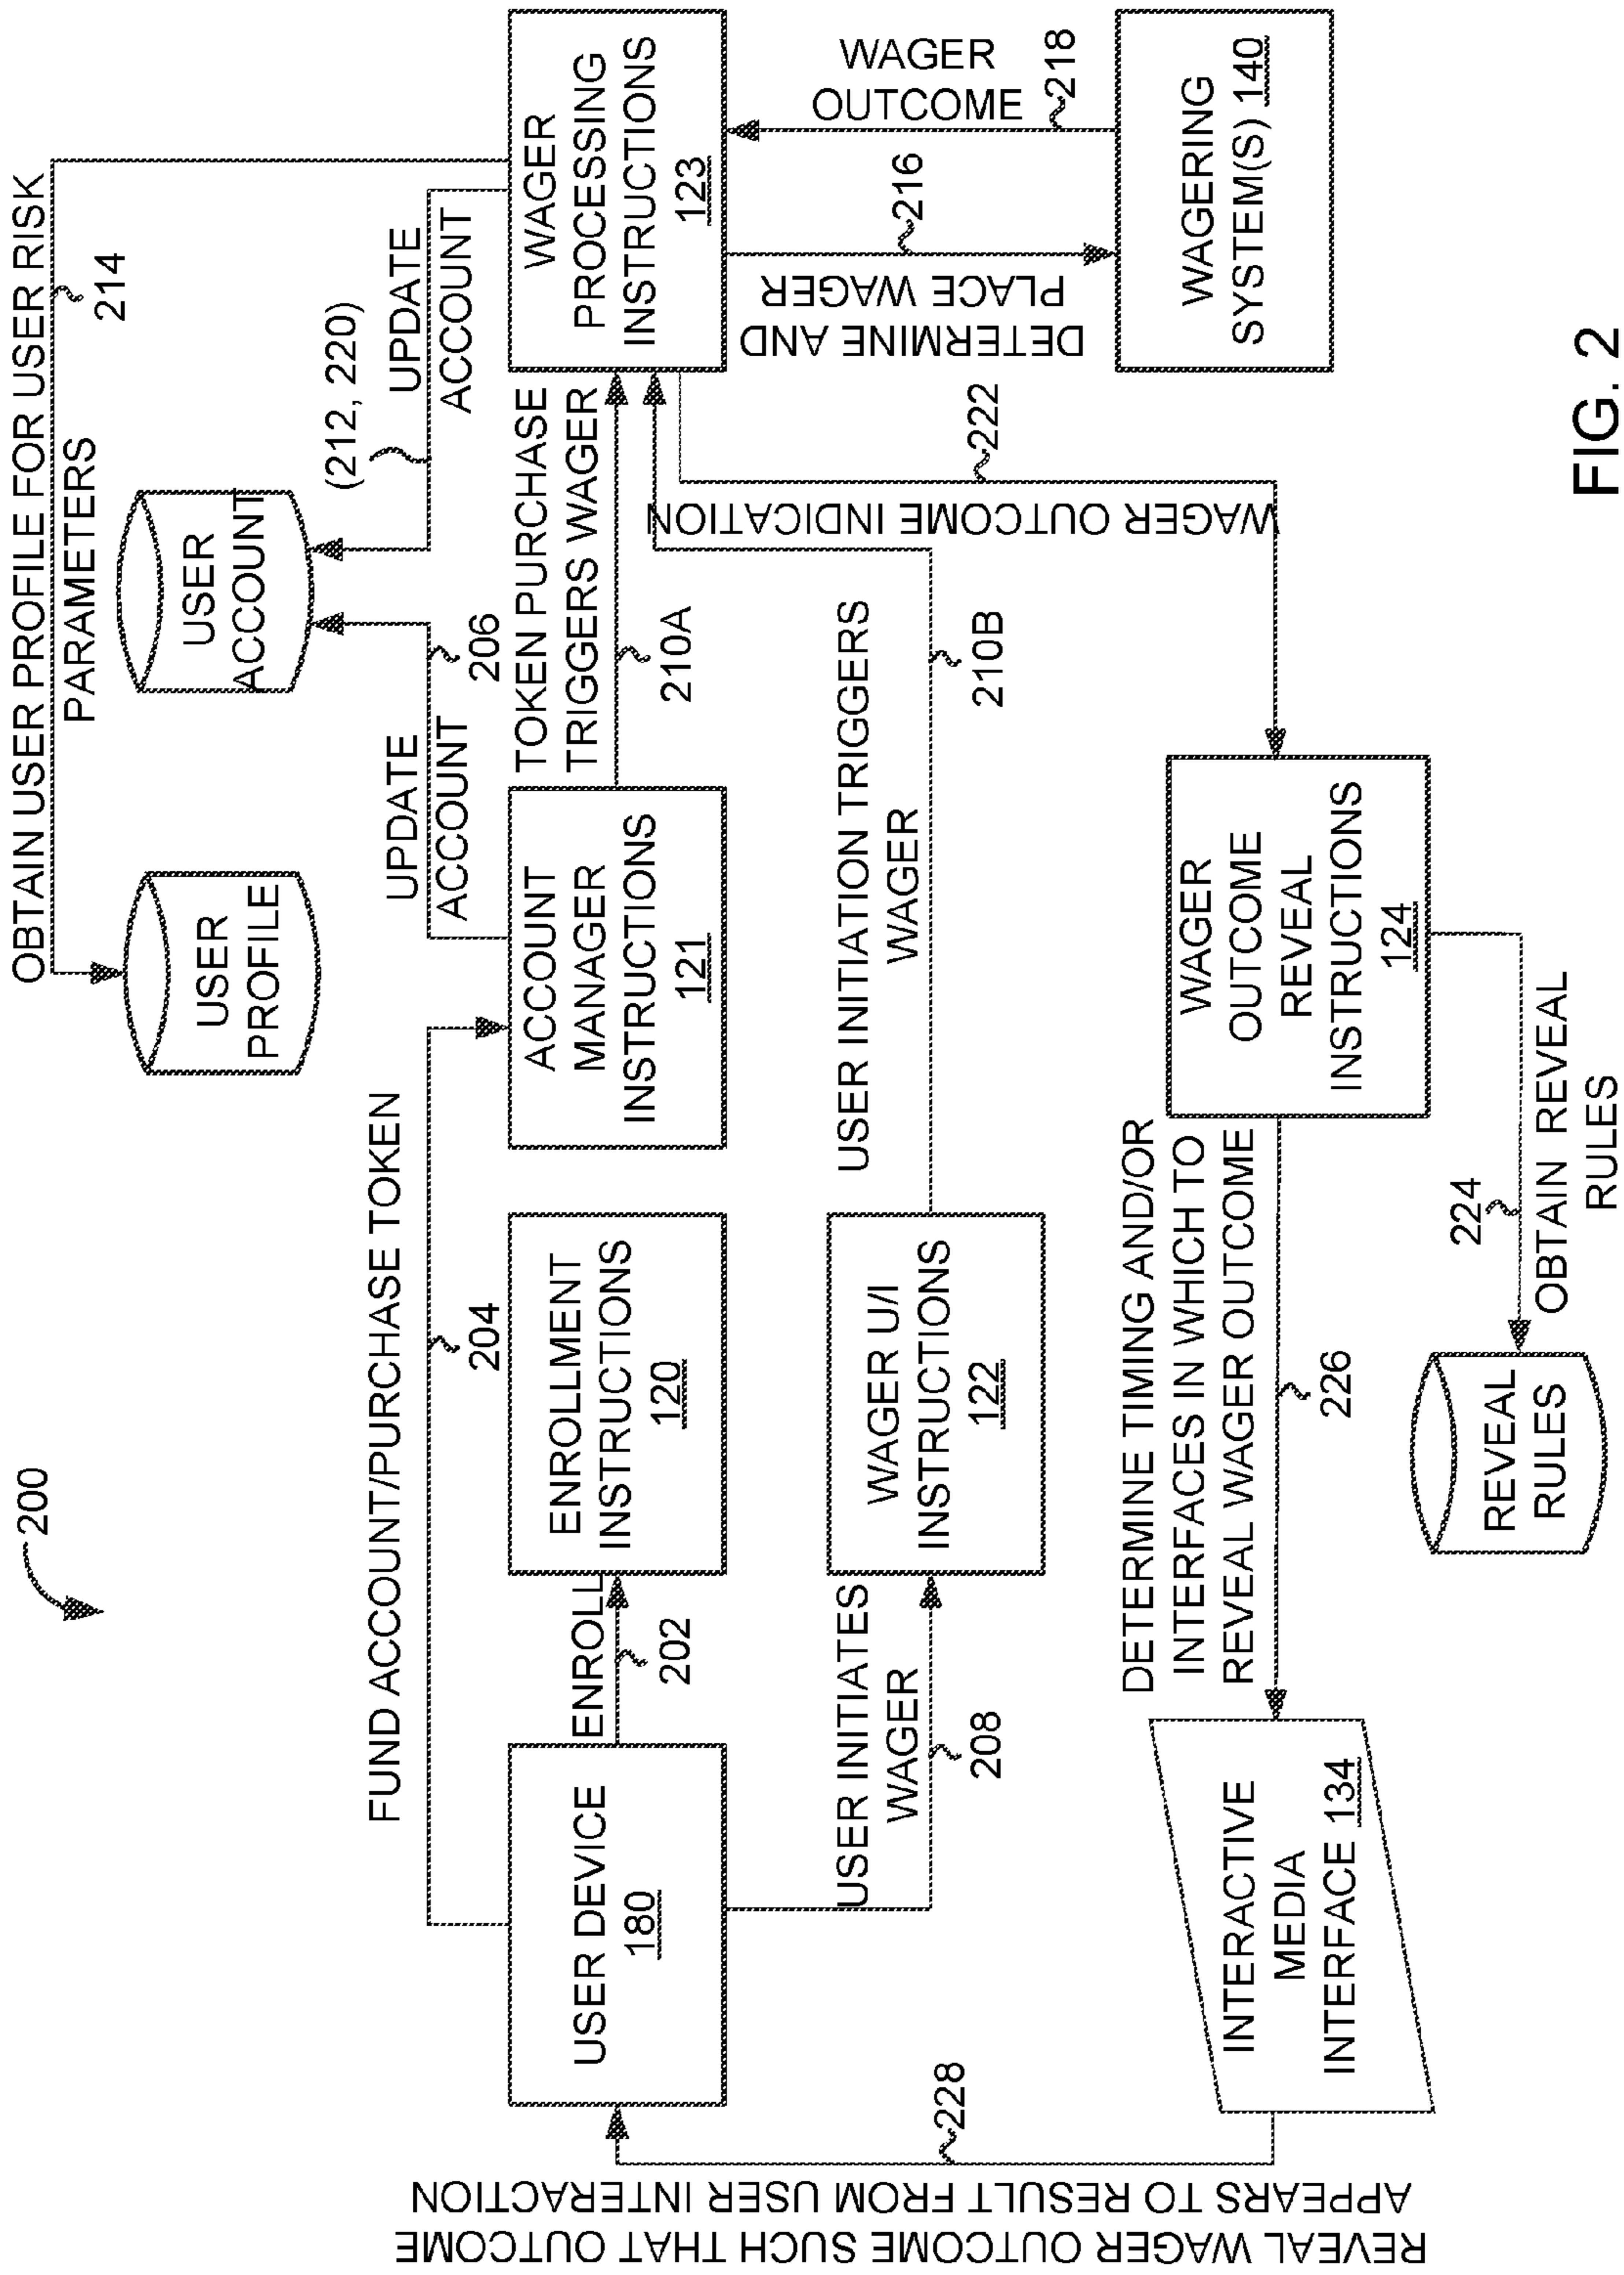 200
OBTAIN USER PROFILE FOR USER RISK
PARAMETERS
214
USER
PROFILE
USER
ACCOUNT
(212, 220)
UPDATE
ACCOUNT
UPDATE
ACCOUNT
206
FUND ACCOUNT/PURCHASE TOKEN
204
USER DEVICE
180
ENROLL
202
ENROLLMENT
INSTRUCTIONS
120
ACCOUNT
MANAGER
INSTRUCTIONS
121
TOKEN PURCHASE
TRIGGERS WAGER
210A
WAGER
PROCESSING
INSTRUCTIONS
123
USER INITIATES
WAGER
208
WAGER U/I
INSTRUCTIONS
122
USER INITIATION TRIGGERS
WAGER
210B
WAGER OUTCOME INDICATION
222
DETERMINE AND
PLACE WAGER
216
WAGER
OUTCOME
218
WAGERING
SYSTEM(S) 140
REVEAL WAGER OUTCOME SUCH THAT OUTCOME
APPEARS TO RESULT FROM USER INTERACTION
228
INTERACTIVE
MEDIA
INTERFACE 134
DETERMINE TIMING AND/OR
INTERFACES IN WHICH TO
REVEAL WAGER OUTCOME
226
WAGER
OUTCOME
REVEAL
INSTRUCTIONS
124
REVEAL
RULES
224
OBTAIN REVEAL
RULES
FIG. 2